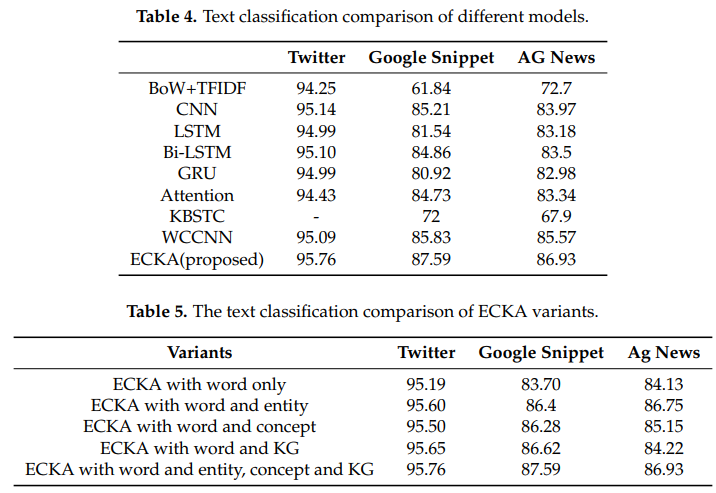 Table 4. Text classification comparison of different models.
Twitter Google Snippet AG News
BoW+TFIDF 94.25 61.84 72.7
CNN 95.14 85.21 83.97
LSTM 94.99 81.54 83.18
Bi-LSTM 95.10 84.86 83.5
GRU 94.99 80.92 82.98
Attention 94.43 84.73 83.34
KBSTC - 72 67.9
WCCNN 95.09 85.83 85.57
ECKA(proposed) 95.76 87.59 86.93
Table 5. The text classification comparison of ECKA variants.
Variants Twitter Google Snippet Ag News
ECKA with word only 95.19 83.70 84.13
ECKA with word and entity 95.60 86.4 86.75
ECKA with word and concept 95.50 86.28 85.15
ECKA with word and KG 95.65 86.62 84.22
ECKA with word and entity, concept and KG 95.76 87.59 86.93